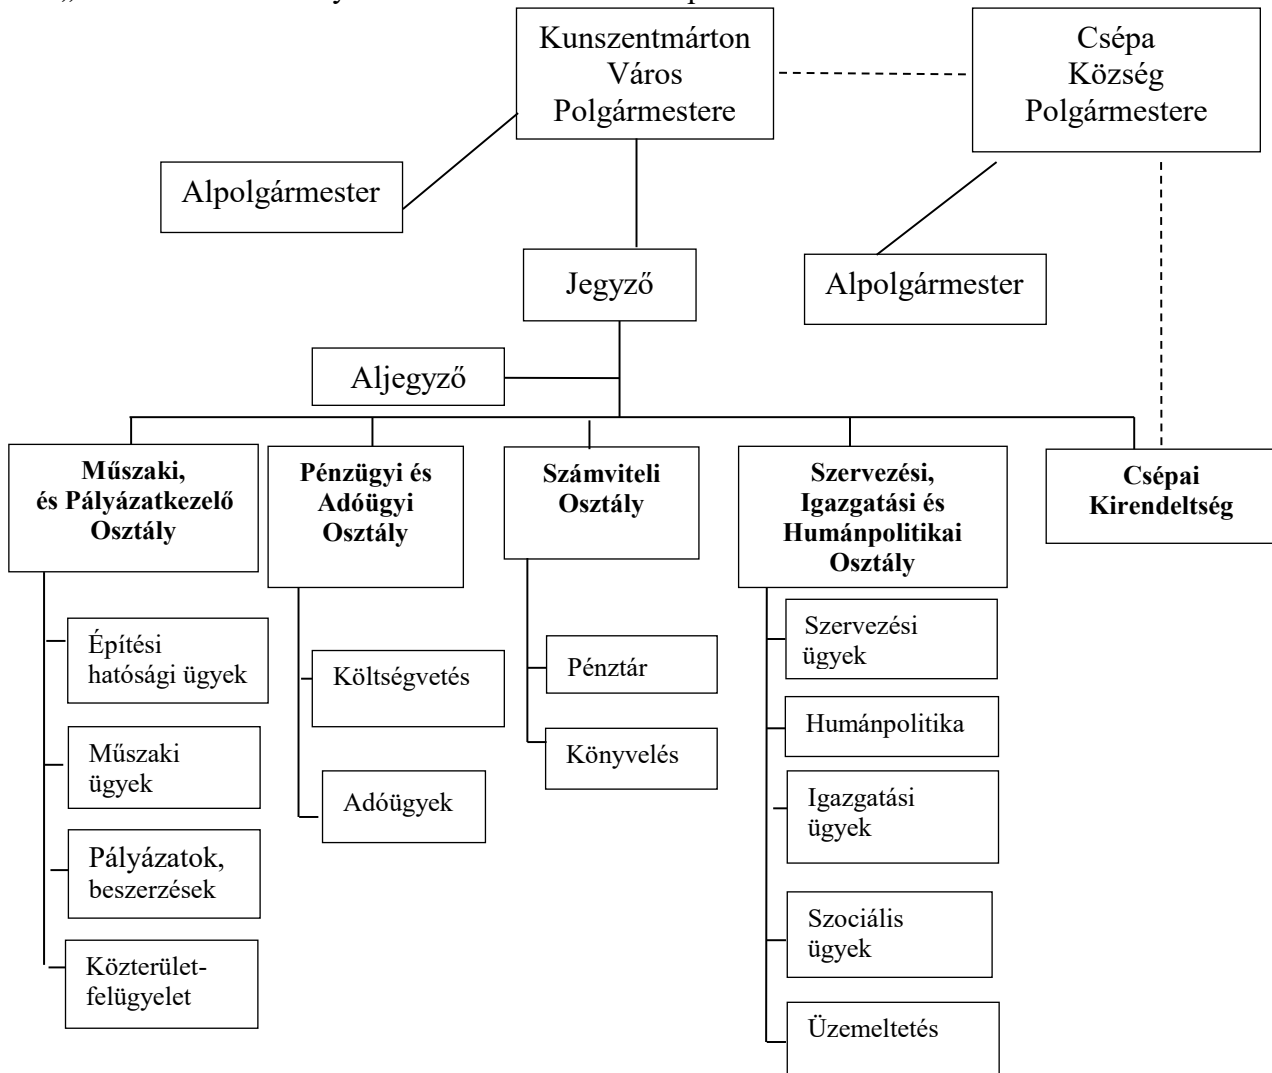 Kunszentmárton
Város
Polgármestere
Csépa
Község
Polgármestere
Alpolgármester
Jegyző
Alpolgármester
Aljegyző
Műszaki,
és Pályázatkezelő
Osztály
Pénzügyi és
Adóügyi
Osztály
Számviteli
Osztály
Szervezési,
Igazgatási és
Humánpolitikai
Osztály
Csépai
Kirendeltség
Építési
hatósági ügyek
Műszaki
ügyek
Pályázatok,
beszerzések
Közterület-
felügyelet
Költségvetés
Adóügyek
Pénztár
Könyvelés
Szervezési
ügyek
Humánpolitika
Igazgatási
ügyek
Szociális
ügyek
Üzemeltetés